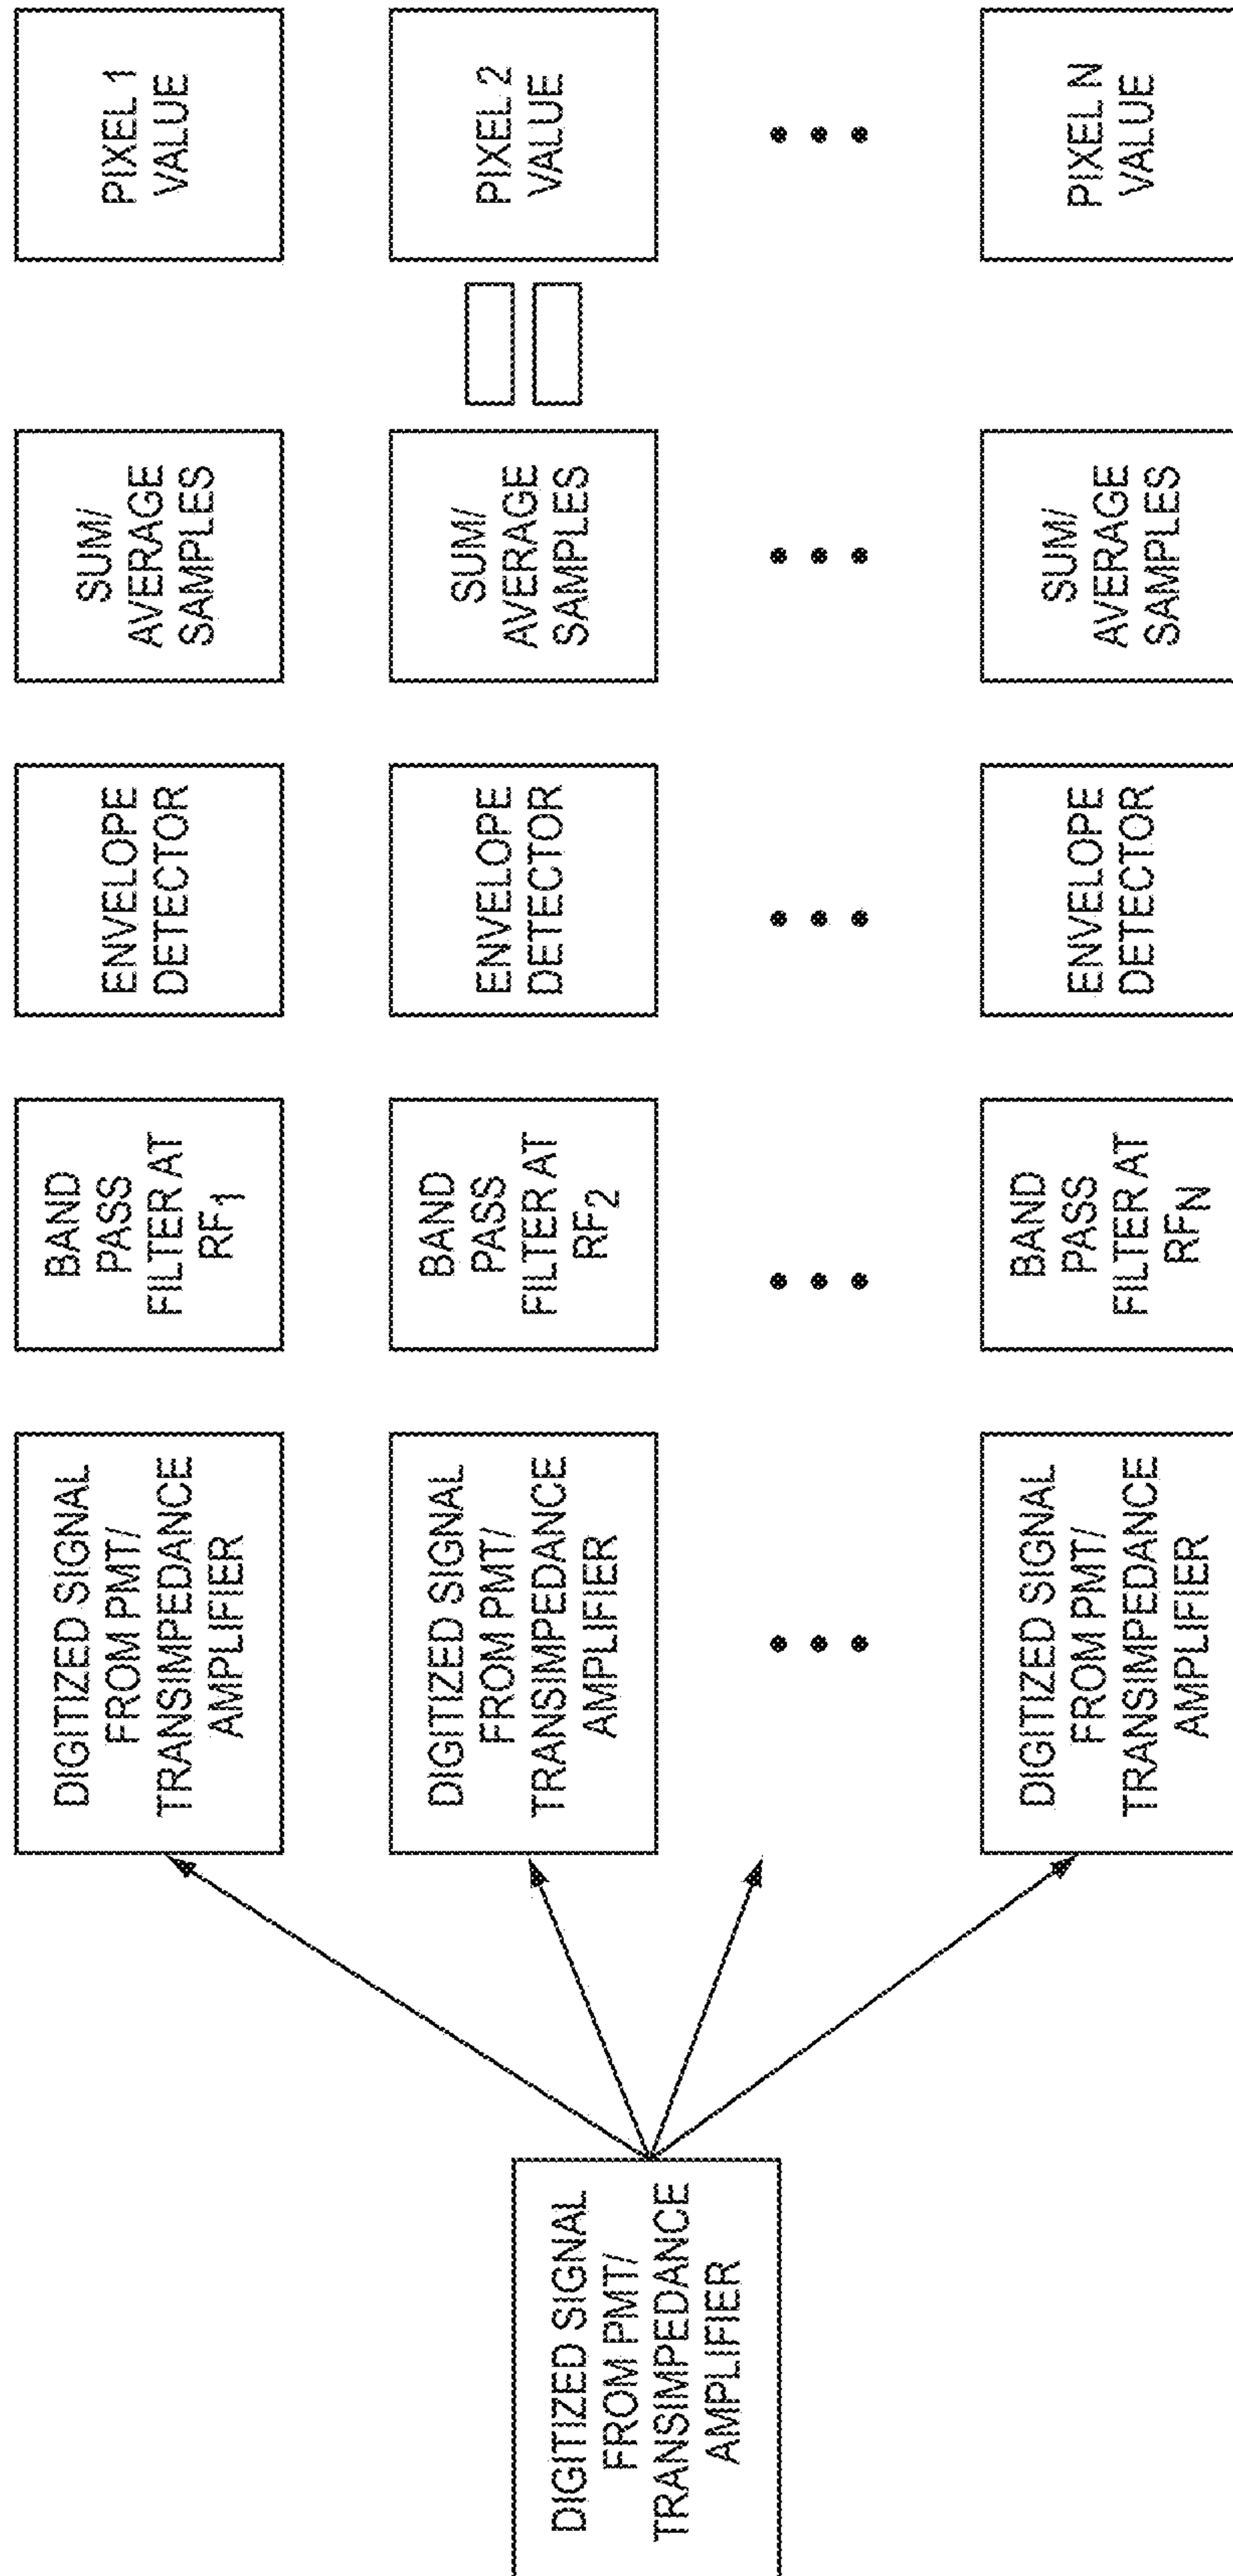 DIGITIZED SIGNAL
FROM PMT/
TRANSIMPEDANCE
AMPLIFIER
DIGITIZED SIGNAL
FROM PMT/
TRANSIMPEDANCE
AMPLIFIER
BAND
PASS
FILTER AT
RF1
ENVELOPE
DETECTOR
SUM/
AVERAGE
SAMPLES
PIXEL 1
VALUE
DIGITIZED SIGNAL
FROM PMT/
TRANSIMPEDANCE
AMPLIFIER
BAND
PASS
FILTER AT
RF2
ENVELOPE
DETECTOR
SUM/
AVERAGE
SAMPLES
PIXEL 2
VALUE
DIGITIZED SIGNAL
FROM PMT/
TRANSIMPEDANCE
AMPLIFIER
BAND
PASS
FILTER AT
RFN
ENVELOPE
DETECTOR
SUM/
AVERAGE
SAMPLES
PIXEL N
VALUE